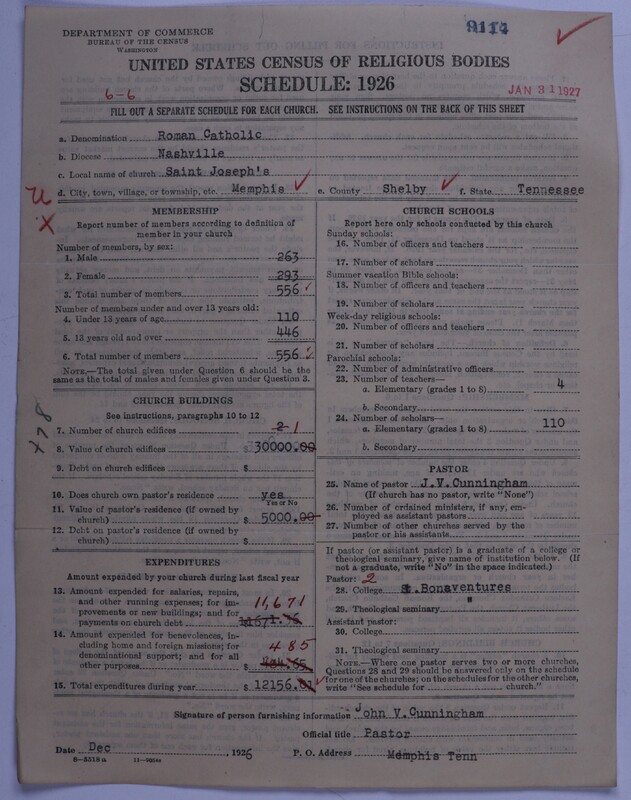 DEPARTMENT OF COMMERCE
BUREAU OF THE CENSUS
WASHINGTON
9114
UNITED STATES CENSUS OF RELIGIOUS BODIES
SCHEDULE: 1926
6-6
JAN 31 1927
FILL OUT A SEPARATE SCHEDULE FOR EACH CHURCH. SEE INSTRUCTIONS ON THE BACK OF THIS SHEET
a. Denomination Roman Catholic
b. Diocese Nashville
c. Local name of church Saint Joseph's
d. City, town, village, or township, etc. Memphis e. County Shelby f. State Tennessee
MEMBERSHIP
Report number of members according to definition of
member in your church
Number of members, by sex:
1. Male 263
2. Female 293
3. Total number of members 556
Number of members under and over 13 years old:
4. Under 13 years of age 110
5. 13 years old and over 446
6. Total number of members 556
NOTE.—The total given under Question 6 should be
same as the total of males and females given under Question 3.
CHURCH BUILDINGS
See instructions, paragraphs 10 to 12
7. Number of church edifices 2 1
8. Value of church edifices $ 30000.00
9. Debt on church edifices $
10. Does church own pastor's residence yes
Yes or No
11. Value of pastor's residence (if owned by
church) $ 5000.00
12. Debt on pastor's residence (if owned by
church) $
EXPENDITURES
Amount expended by your church during last fiscal year
13. Amount expended for salaries, repairs,
and other running expenses; for im-
provements or new buildings; and for
payments on church debt 11,671
14. Amount expended for benevolences, in-
cluding home and foreign missions; for
denominational support; and for all
other purposes $ 485
15. Total expenditures during year $ 12156.
CHURCH SCHOOLS
Report here only schools conducted by this church
Sunday schools:
16. Number of officers and teachers
17. Number of scholars
Summer vacation Bible schools:
18. Number of officers and teachers
19. Number of scholars
Week-day religious schools:
20. Number of officers and teachers
21. Number of scholars
Parochial schools:
22. Number of administrative officers
23. Number of teachers—
a. Elementary (grades 1 to 8) 4
b. Secondary
24. Number of scholars—
a. Elementary (grades 1 to 8) 110
b. Secondary
PASTOR
25. Name of pastor J.V.Cunningham
(If church has no pastor, write "None")
26. Number of ordained ministers, if any, em-
ployed as assistant pastors
27. Number of other churches served by the
pastor or his assistants
If pastor (or assistant pastor) is a graduate of a college or
theological seminary, give name of institution below. (If
not a graduate, write "No" in the space indicated.)
Pastor: 2
28. College St.Bonaventures
29. Theological seminary "
Assistant pastor:
30. College
31. Theological seminary
NOTE.—Where one pastor serves two or more churches,
Questions 28 and 29 should be answered only on the schedule
for one of the churches; on the schedules for the other churches,
write "See schedule for church."
Signature of person furnishing information John V.Cunningham
Official title Pastor
Date Dec , 1926 P. O. Address Memphis Tenn